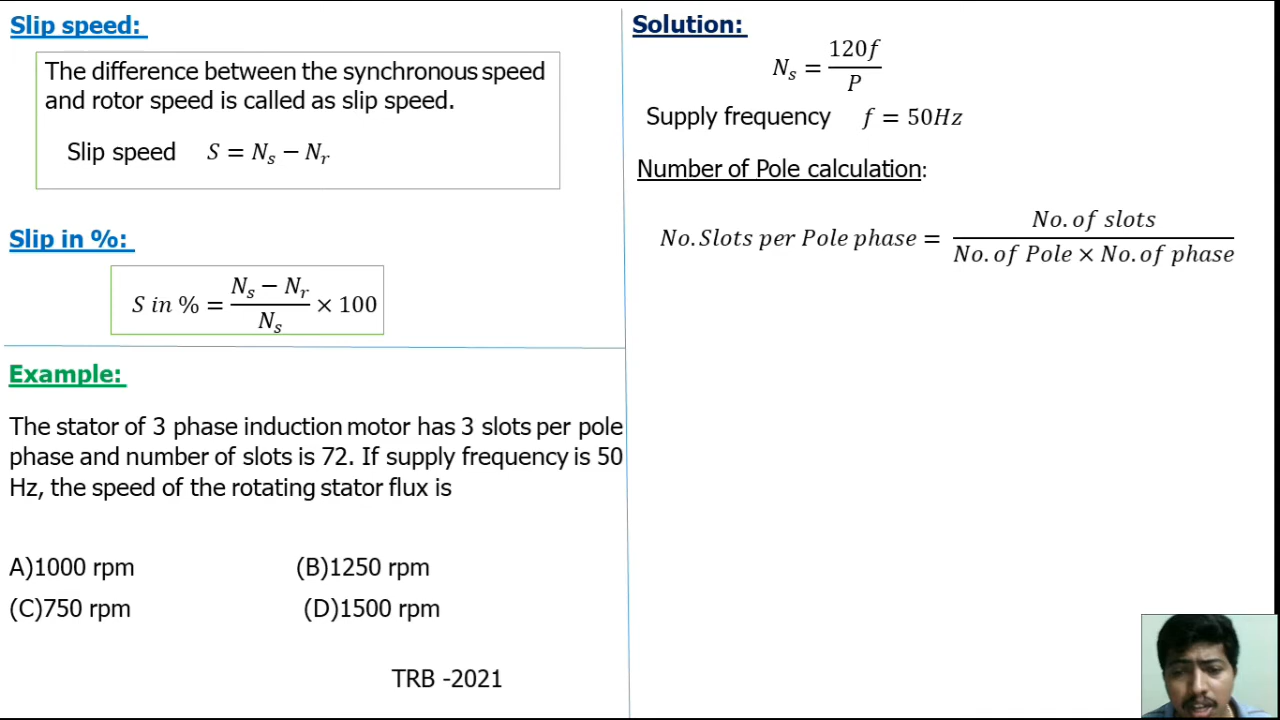 Slip speed:
The difference between the synchronous speed
and rotor speed is called as slip speed.
Slip speed S = Nₛ − Nᵣ
Slip in %:
S in % = (Nₛ − Nᵣ)/Nₛ × 100
Example:
The stator of 3 phase induction motor has 3 slots per pole
phase and number of slots is 72. If supply frequency is 50
Hz, the speed of the rotating stator flux is
A)1000 rpm (B)1250 rpm
(C)750 rpm (D)1500 rpm
TRB -2021
Solution:
Nₛ = 120f/P
Supply frequency f = 50Hz
Number of Pole calculation:
No. Slots per Pole phase = No. of slots/(No. of Pole × No. of phase)